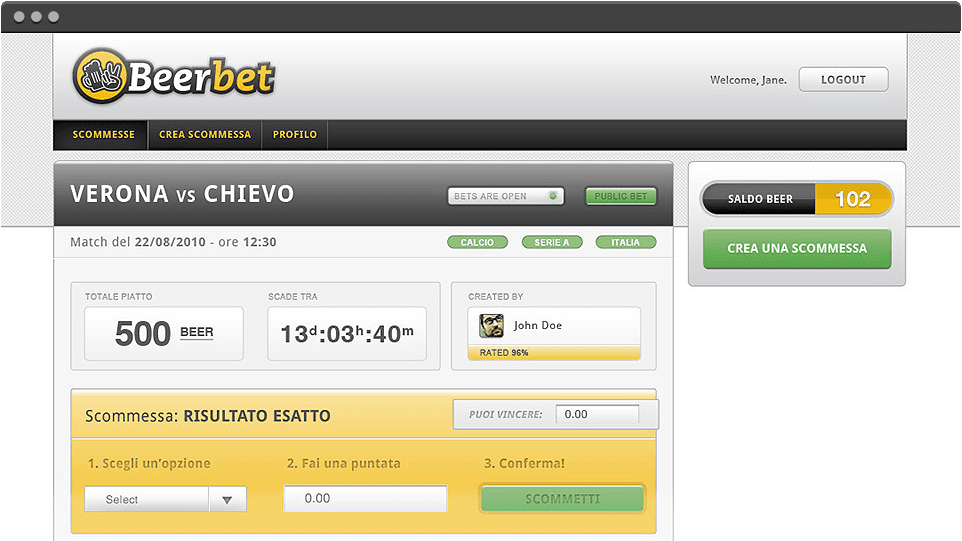 Beerbet
Welcome, Jane.
LOGOUT
SCOMMESSE
CREA SCOMMESSA
PROFILO
VERONA vs CHIEVO
BETS ARE OPEN
PUBLIC BET
SALDO BEER
102
CREA UNA SCOMMESSA
Match del 22/08/2010 - ore 12:30
CALCIO
SERIE A
ITALIA
TOTALE PIATTO
500 BEER
SCADE TRA
13d:03h:40m
CREATED BY
John Doe
RATED 96%
Scommessa: RISULTATO ESATTO
PUOI VINCERE:
0.00
1. Scegli un'opzione
Select
2. Fai una puntata
0.00
3. Conferma!
SCOMMETTI